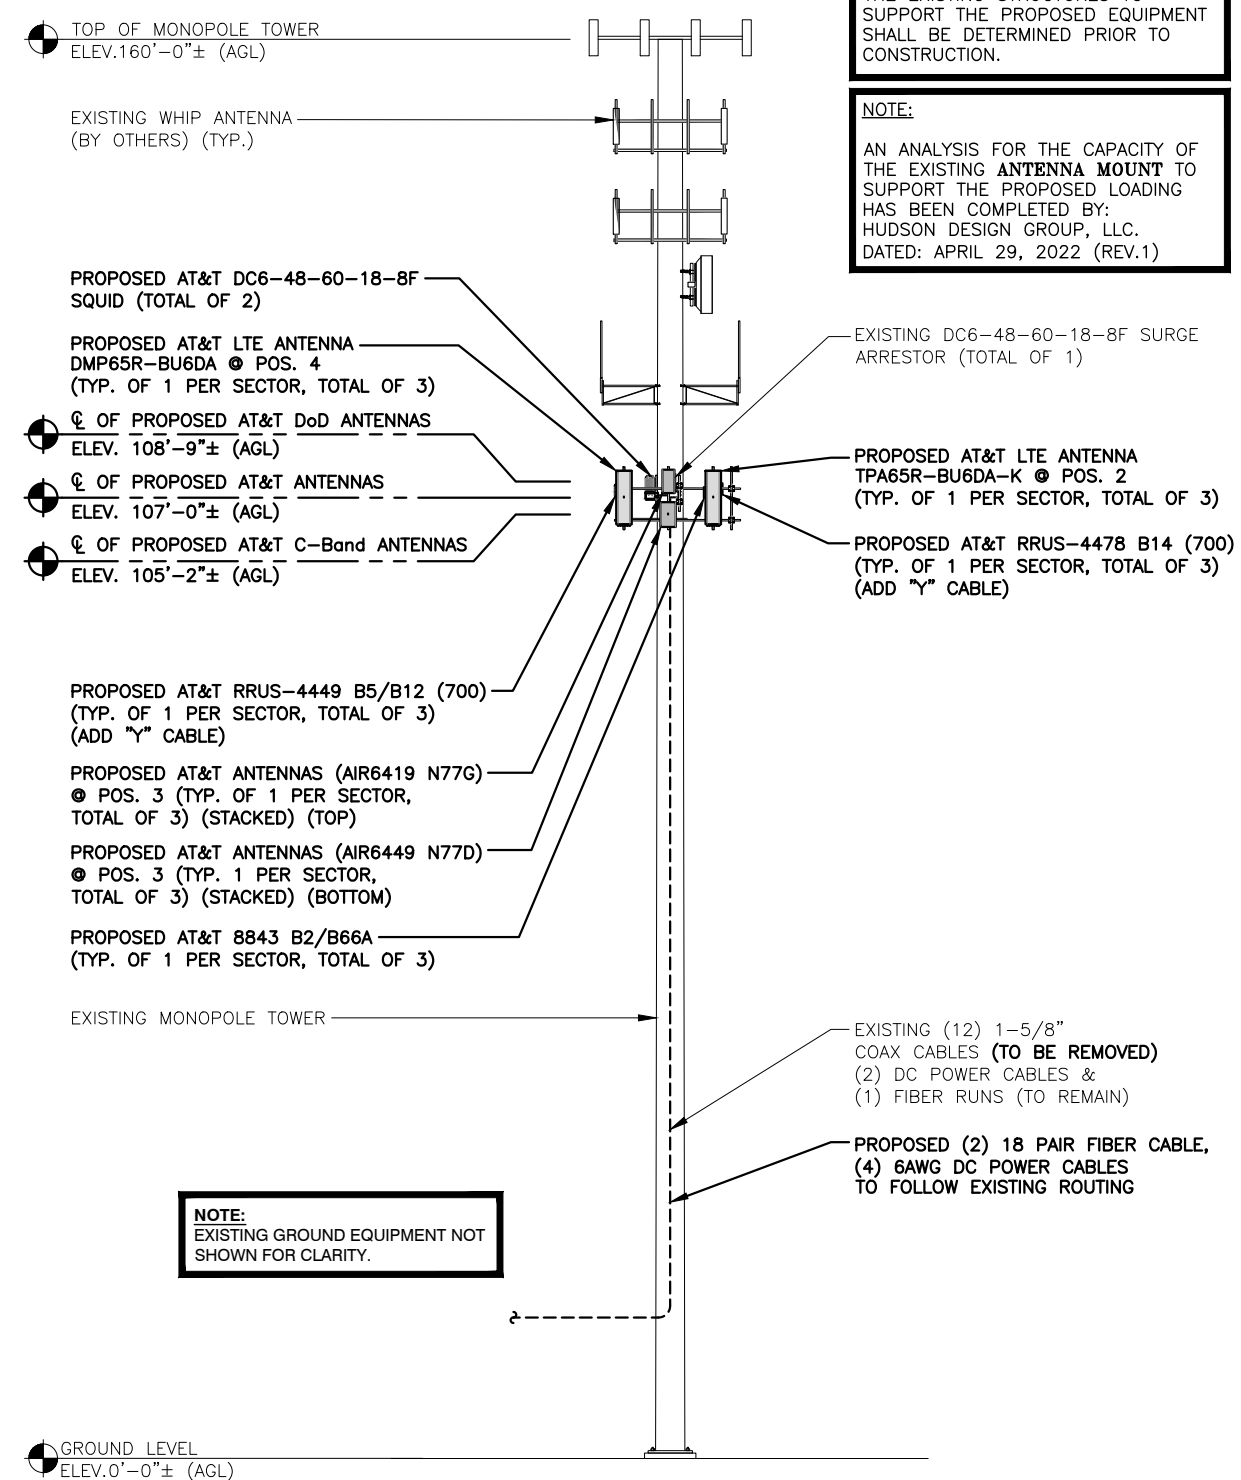 TOP OF MONOPOLE TOWER
ELEV.160'-0"± (AGL)
EXISTING WHIP ANTENNA
(BY OTHERS) (TYP.)
PROPOSED AT&T DC6-48-60-18-8F
SQUID (TOTAL OF 2)
PROPOSED AT&T LTE ANTENNA
DMP65R-BU6DA @ POS. 4
(TYP. OF 1 PER SECTOR, TOTAL OF 3)
℄ OF PROPOSED AT&T DoD ANTENNAS
ELEV. 108'-9"± (AGL)
℄ OF PROPOSED AT&T ANTENNAS
ELEV. 107'-0"± (AGL)
℄ OF PROPOSED AT&T C-Band ANTENNAS
ELEV. 105'-2"± (AGL)
PROPOSED AT&T RRUS-4449 B5/B12 (700)
(TYP. OF 1 PER SECTOR, TOTAL OF 3)
(ADD "Y" CABLE)
PROPOSED AT&T ANTENNAS (AIR6419 N77G)
@ POS. 3 (TYP. OF 1 PER SECTOR,
TOTAL OF 3) (STACKED) (TOP)
PROPOSED AT&T ANTENNAS (AIR6449 N77D)
@ POS. 3 (TYP. 1 PER SECTOR,
TOTAL OF 3) (STACKED) (BOTTOM)
PROPOSED AT&T 8843 B2/B66A
(TYP. OF 1 PER SECTOR, TOTAL OF 3)
EXISTING MONOPOLE TOWER
NOTE:
EXISTING GROUND EQUIPMENT NOT
SHOWN FOR CLARITY.
GROUND LEVEL
ELEV.0'-0"± (AGL)
SUPPORT THE PROPOSED EQUIPMENT
SHALL BE DETERMINED PRIOR TO
CONSTRUCTION.
NOTE:
AN ANALYSIS FOR THE CAPACITY OF
THE EXISTING ANTENNA MOUNT TO
SUPPORT THE PROPOSED LOADING
HAS BEEN COMPLETED BY:
HUDSON DESIGN GROUP, LLC.
DATED: APRIL 29, 2022 (REV.1)
EXISTING DC6-48-60-18-8F SURGE
ARRESTOR (TOTAL OF 1)
PROPOSED AT&T LTE ANTENNA
TPA65R-BU6DA-K @ POS. 2
(TYP. OF 1 PER SECTOR, TOTAL OF 3)
PROPOSED AT&T RRUS-4478 B14 (700)
(TYP. OF 1 PER SECTOR, TOTAL OF 3)
(ADD "Y" CABLE)
EXISTING (12) 1-5/8"
COAX CABLES (TO BE REMOVED)
(2) DC POWER CABLES &
(1) FIBER RUNS (TO REMAIN)
PROPOSED (2) 18 PAIR FIBER CABLE,
(4) 6AWG DC POWER CABLES
TO FOLLOW EXISTING ROUTING